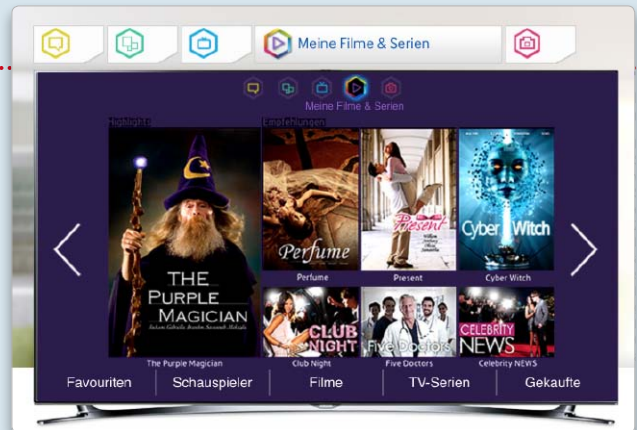 Meine Filme & Serien
Meine Filme & Serien
Highlights
Empfehlungen
THE
PURPLE
MAGICIAN
Perfume
Present
Cyber Witch
Perfume
Present
Cyber Witch
CLUB
NIGHT
Five Doctors
CELEBRITY
NEWS
The Purple Magician
Club Night
Five Doctors
Celebrity NEWS
Favouriten
Schauspieler
Filme
TV-Serien
Gekaufte